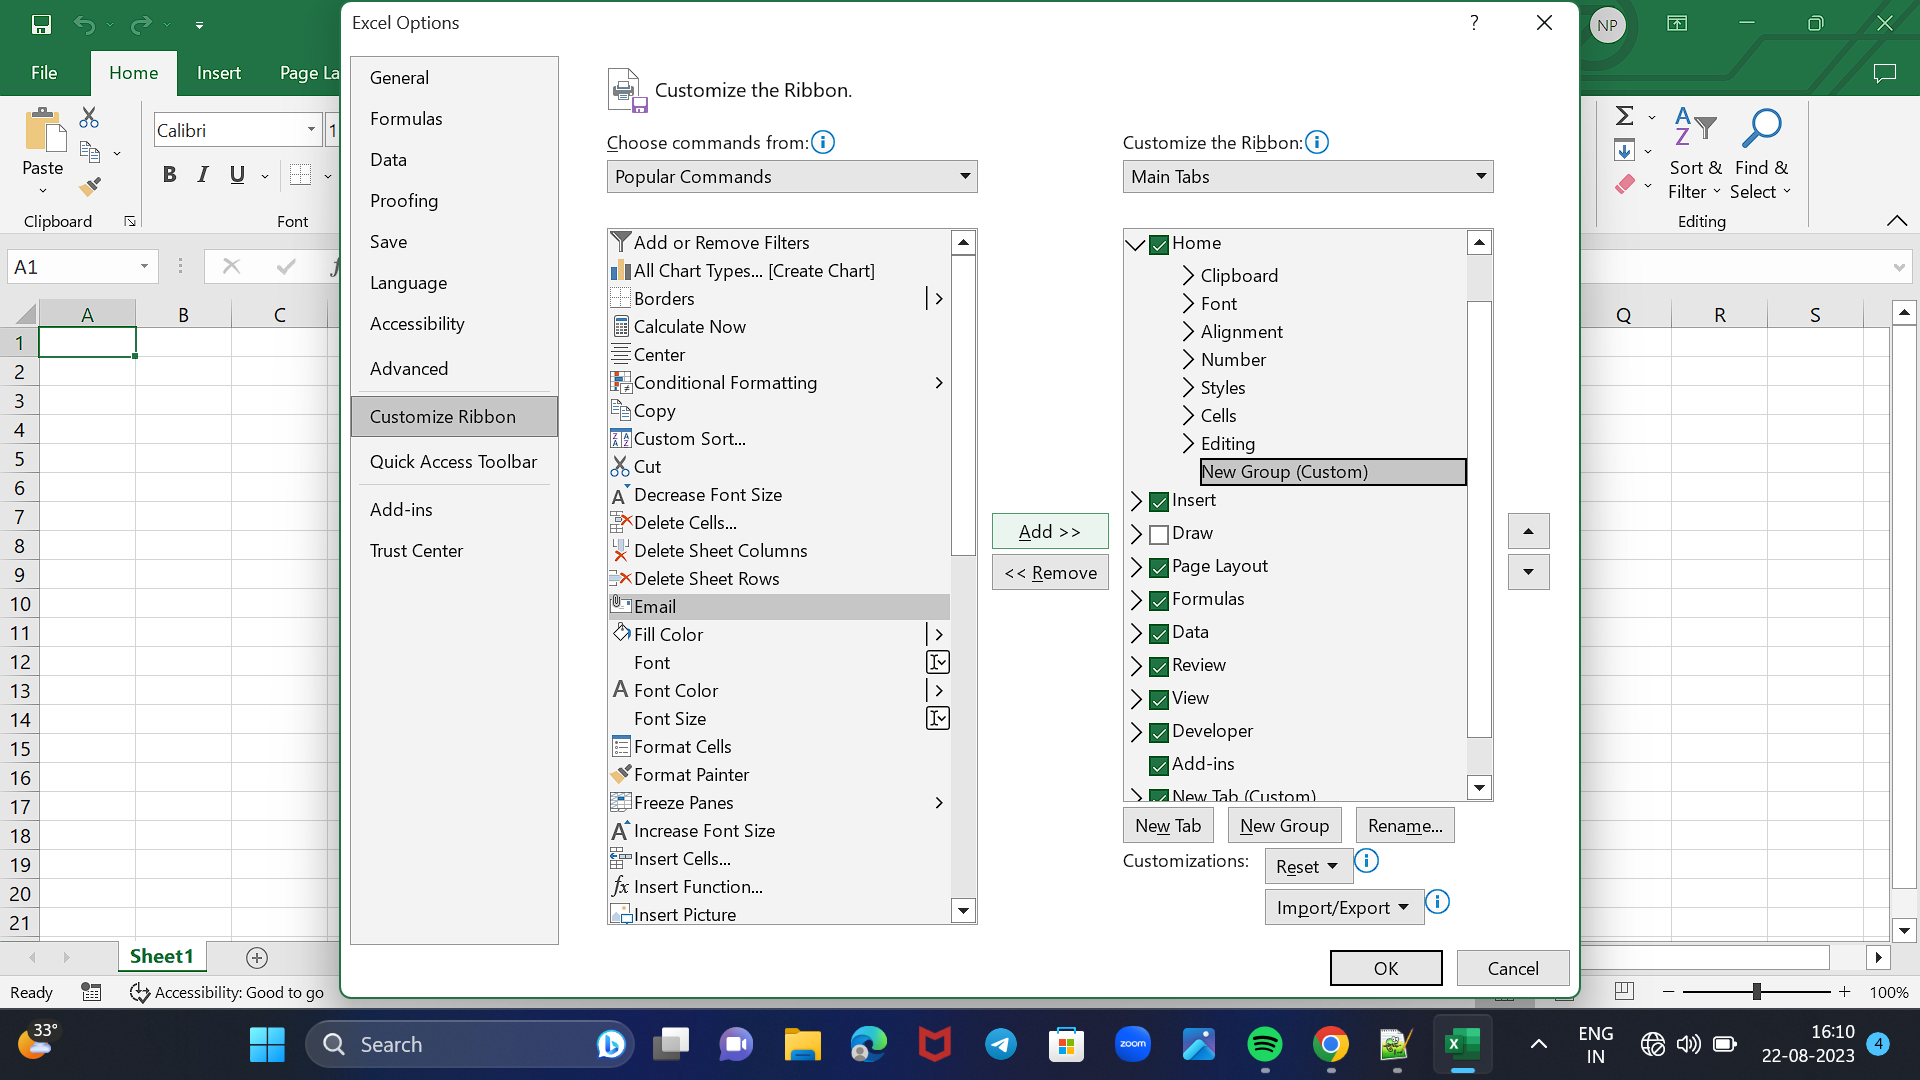 Excel Options
?
NP
File
Home
Insert
Page La
Calibri
1
Paste
B
I
U
Clipboard
Font
Sort &
Filter
Find &
Select
Editing
General
Formulas
Data
Proofing
Save
Language
Accessibility
Advanced
Customize Ribbon
Quick Access Toolbar
Add-ins
Trust Center
Customize the Ribbon.
Choose commands from:
Popular Commands
Add or Remove Filters
All Chart Types... [Create Chart]
Borders
Calculate Now
Center
Conditional Formatting
Copy
Custom Sort...
Cut
Decrease Font Size
Delete Cells...
Delete Sheet Columns
Delete Sheet Rows
Email
Fill Color
Font
Font Color
Font Size
Format Cells
Format Painter
Freeze Panes
Increase Font Size
Insert Cells...
Insert Function...
Insert Picture
Add >>
<< Remove
Customize the Ribbon:
Main Tabs
Home
Clipboard
Font
Alignment
Number
Styles
Cells
Editing
New Group (Custom)
Insert
Draw
Page Layout
Formulas
Data
Review
View
Developer
Add-ins
New Tab (Custom)
New Tab
New Group
Rename...
Customizations:
Reset
Import/Export
OK
Cancel
A1
A B C
Q R S
1
2
3
4
5
6
7
8
9
10
11
12
13
14
15
16
17
18
19
20
21
Sheet1
Ready
Accessibility: Good to go
100%
33°
Search
zoom
ENG
IN
16:10
22-08-2023
4